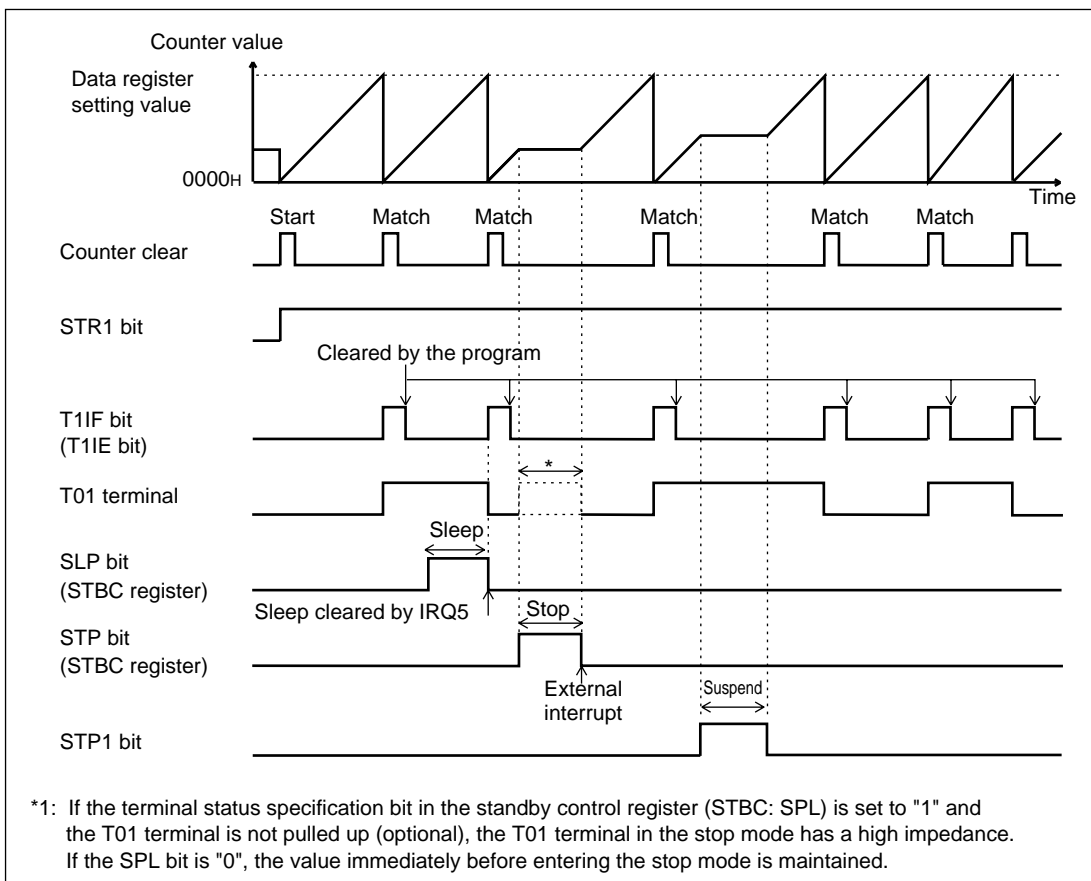 Counter value
Data register
setting value
0000H
Time
Start Match Match Match Match Match
Counter clear
STR1 bit
Cleared by the program
T1IF bit
(T1IE bit)
*
T01 terminal
Sleep
SLP bit
(STBC register)
Sleep cleared by IRQ5
Stop
STP bit
(STBC register)
External
interrupt
Suspend
STP1 bit
*1: If the terminal status specification bit in the standby control register (STBC: SPL) is set to "1" and
the T01 terminal is not pulled up (optional), the T01 terminal in the stop mode has a high impedance.
If the SPL bit is "0", the value immediately before entering the stop mode is maintained.